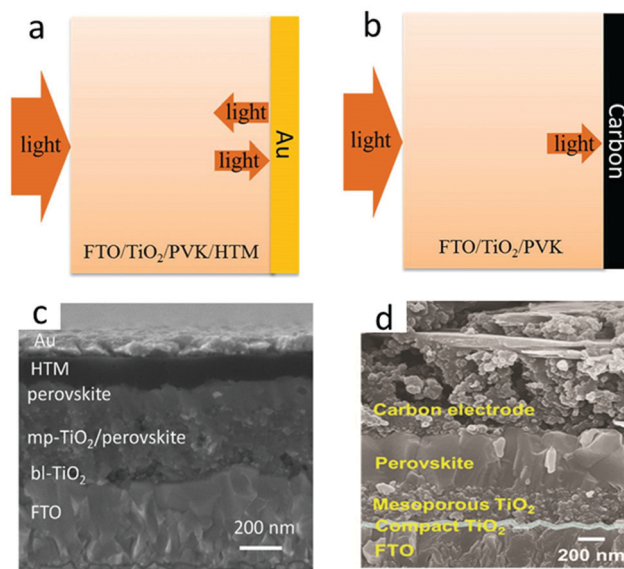 a
light
light
light
Au
FTO/TiO₂/PVK/HTM
b
light
light
Carbon
FTO/TiO₂/PVK
c
Au
HTM
perovskite
mp-TiO₂/perovskite
bl-TiO₂
FTO
200 nm
d
Carbon electrode
Perovskite
Mesoporous TiO₂
Compact TiO₂
FTO
200 nm